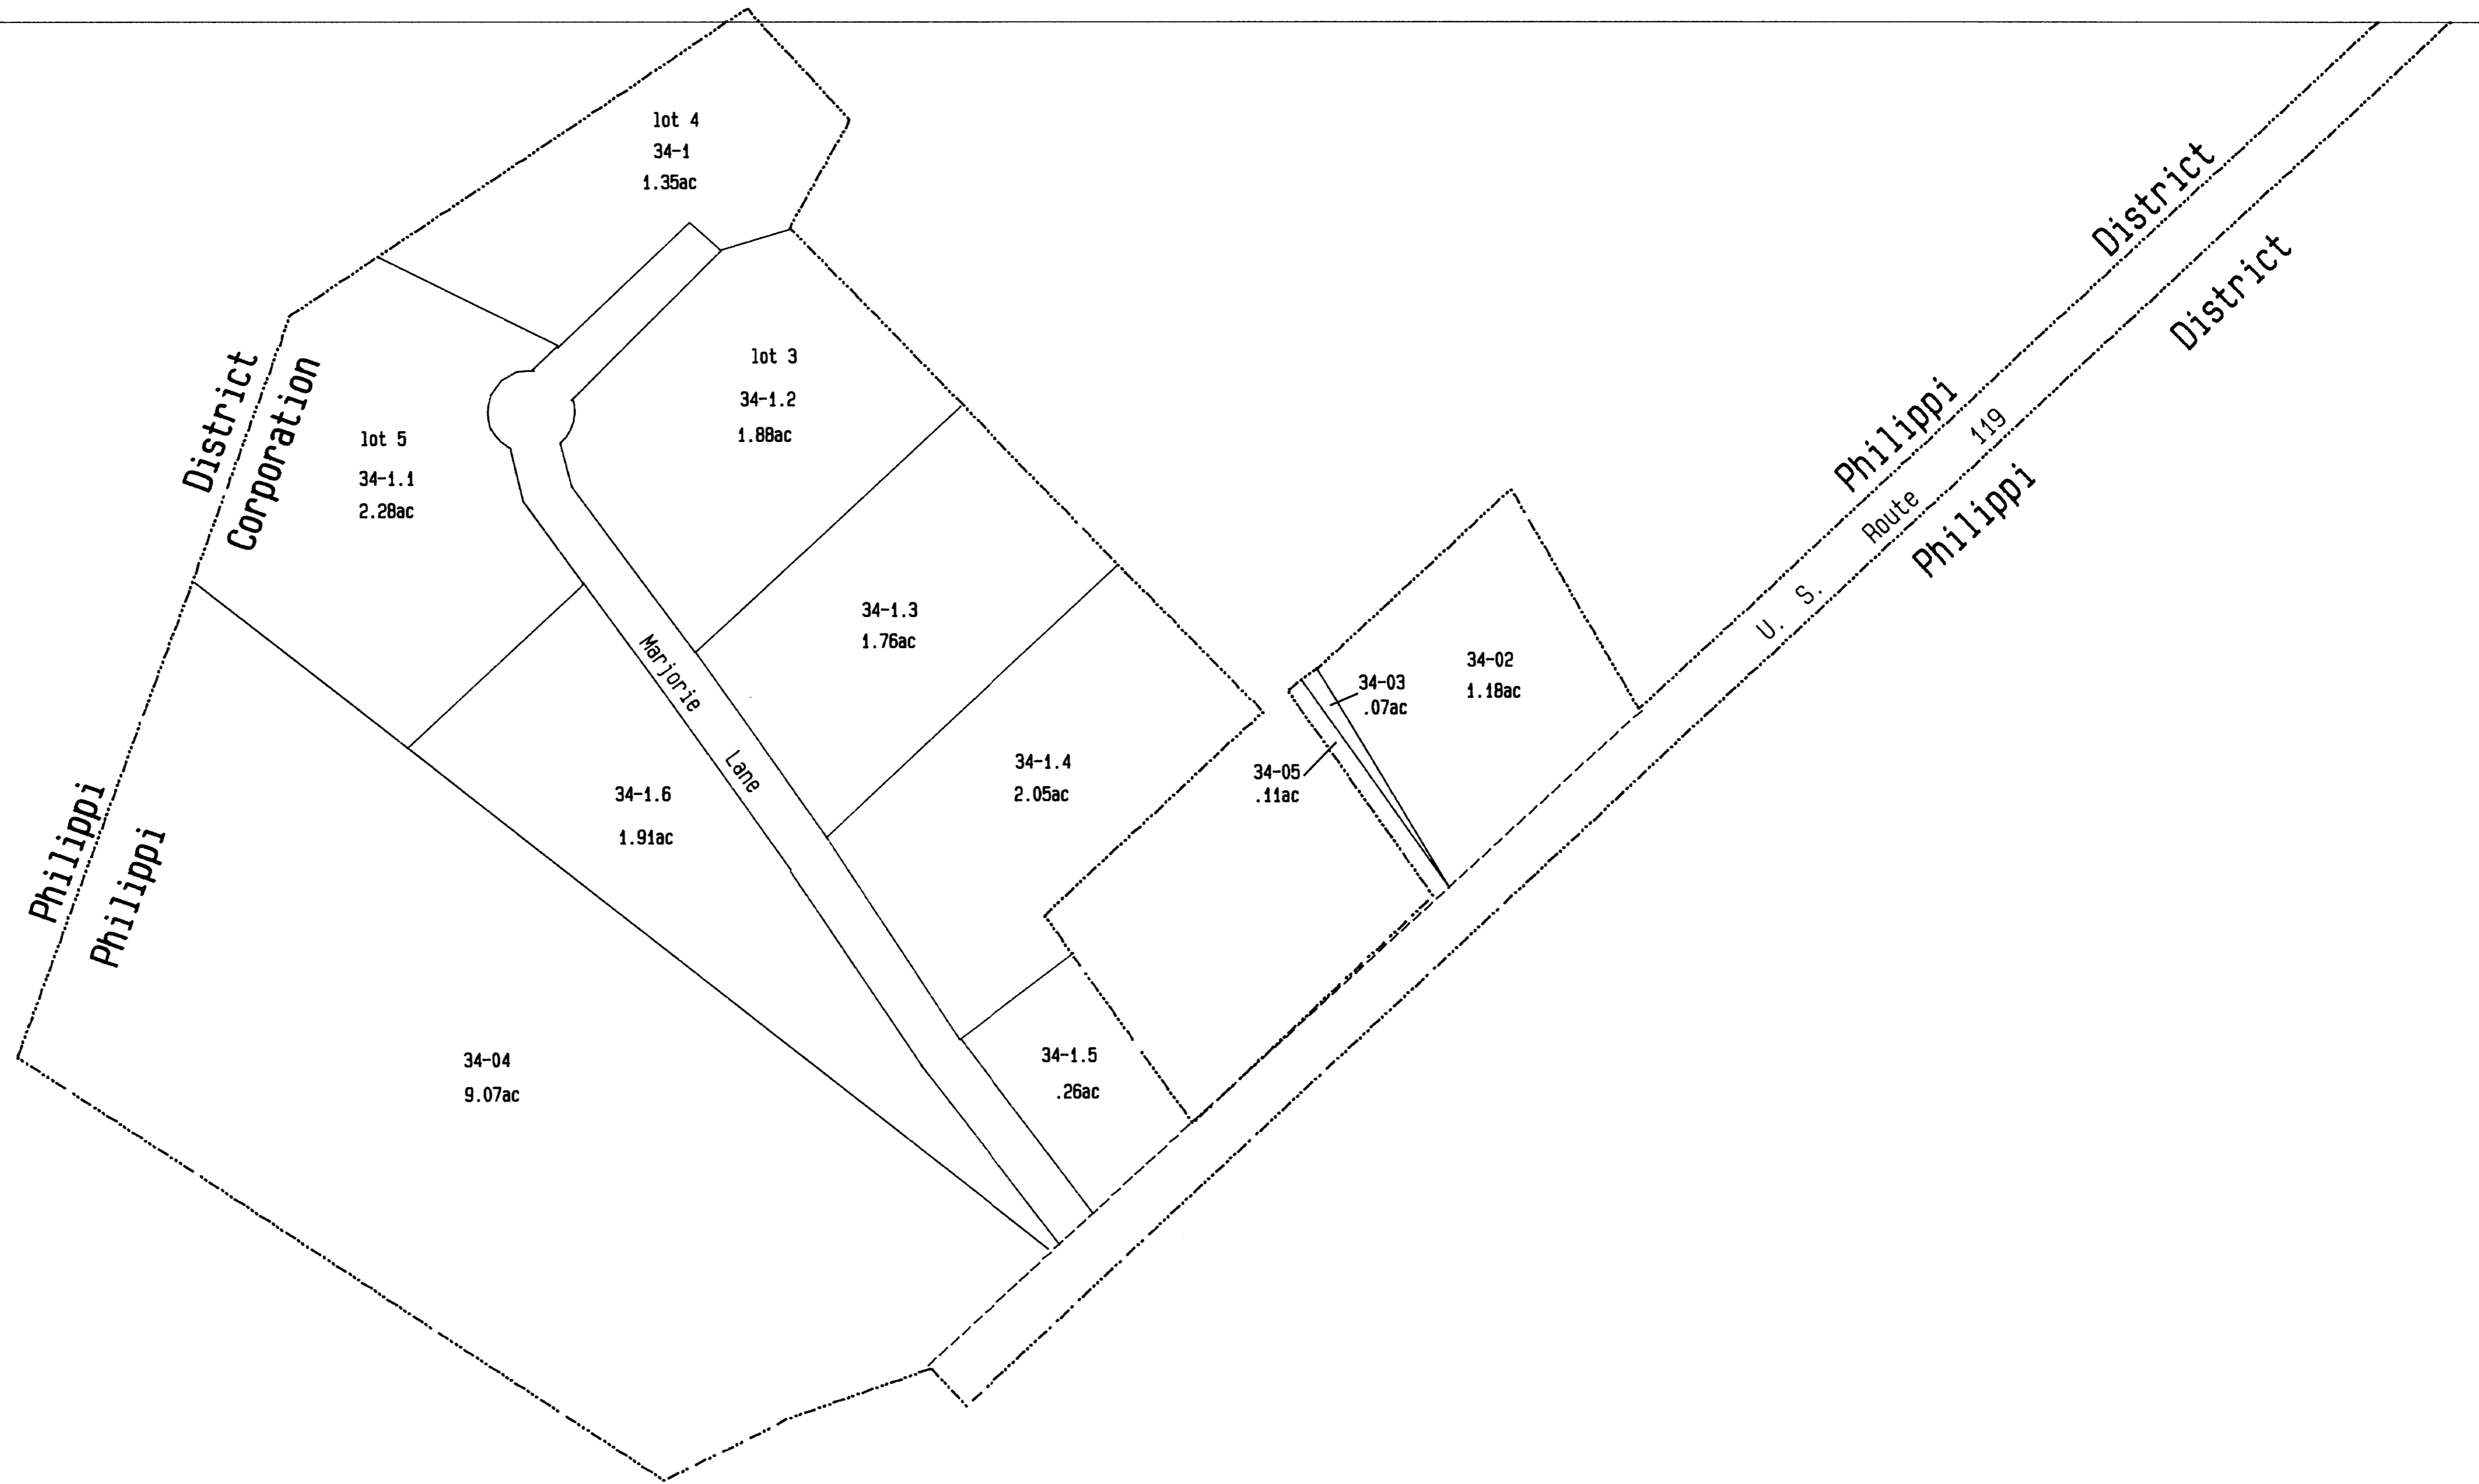 lot 4
34-1
1.35ac
lot 3
34-1.2
1.88ac
lot 5
34-1.1
2.28ac
District
Corporation
Philippi
Philippi
34-1.3
1.76ac
34-1.4
2.05ac
34-1.6
1.91ac
Marjorie Lane
34-1.5
.26ac
34-04
9.07ac
34-02
1.18ac
34-03
.07ac
34-05
.11ac
Philippi District
U. S. Route 119
Philippi District